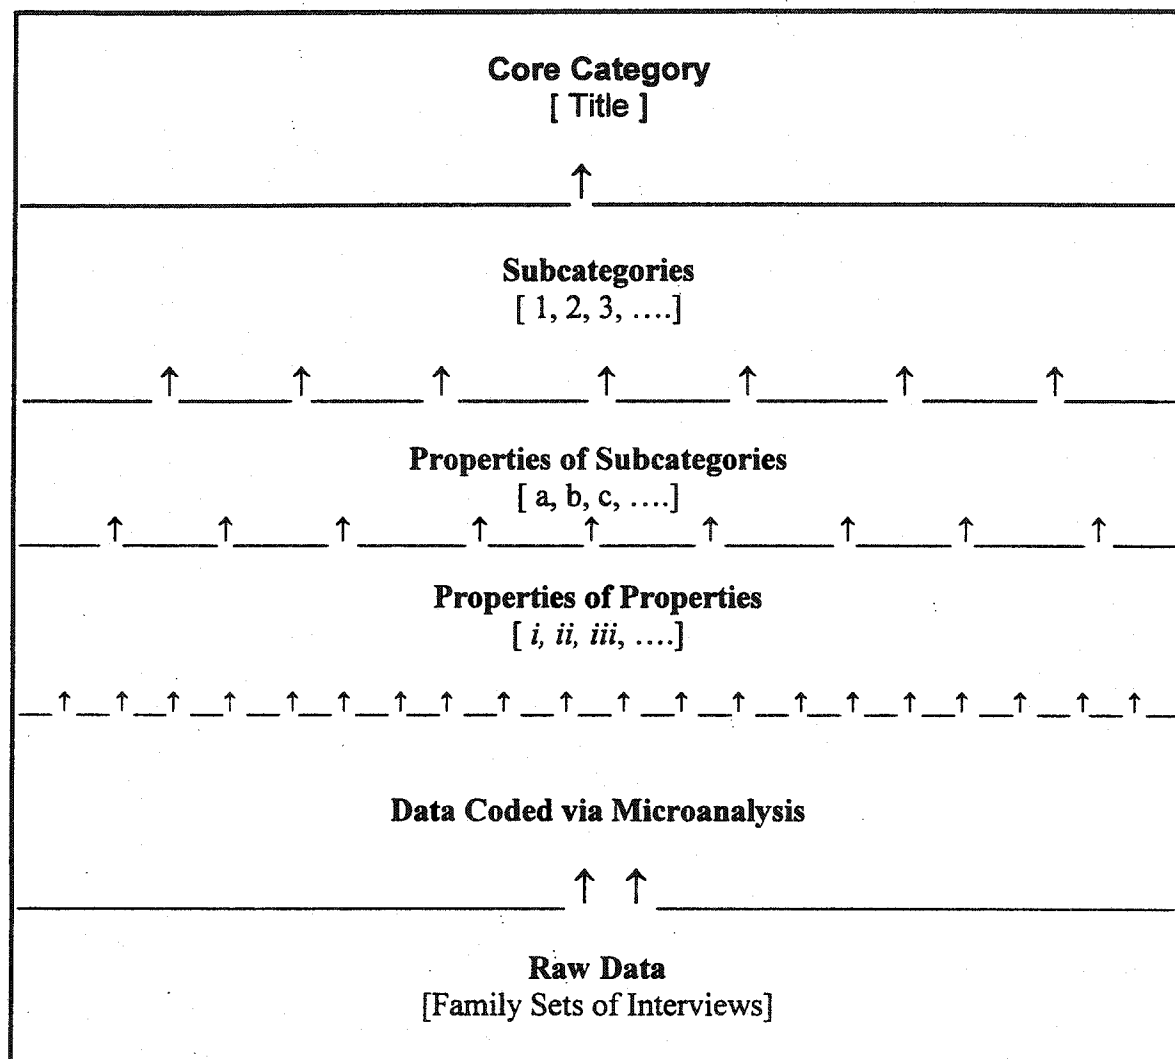 Core Category
[ Title ]
↑
Subcategories
[ 1, 2, 3, ....]
↑ ↑ ↑ ↑ ↑ ↑ ↑
Properties of Subcategories
[ a, b, c, ....]
↑ ↑ ↑ ↑ ↑ ↑ ↑ ↑ ↑
Properties of Properties
[ i, ii, iii, ....]
↑ ↑ ↑ ↑ ↑ ↑ ↑ ↑ ↑ ↑ ↑ ↑ ↑ ↑ ↑ ↑ ↑ ↑ ↑
Data Coded via Microanalysis
↑ ↑
Raw Data
[Family Sets of Interviews]